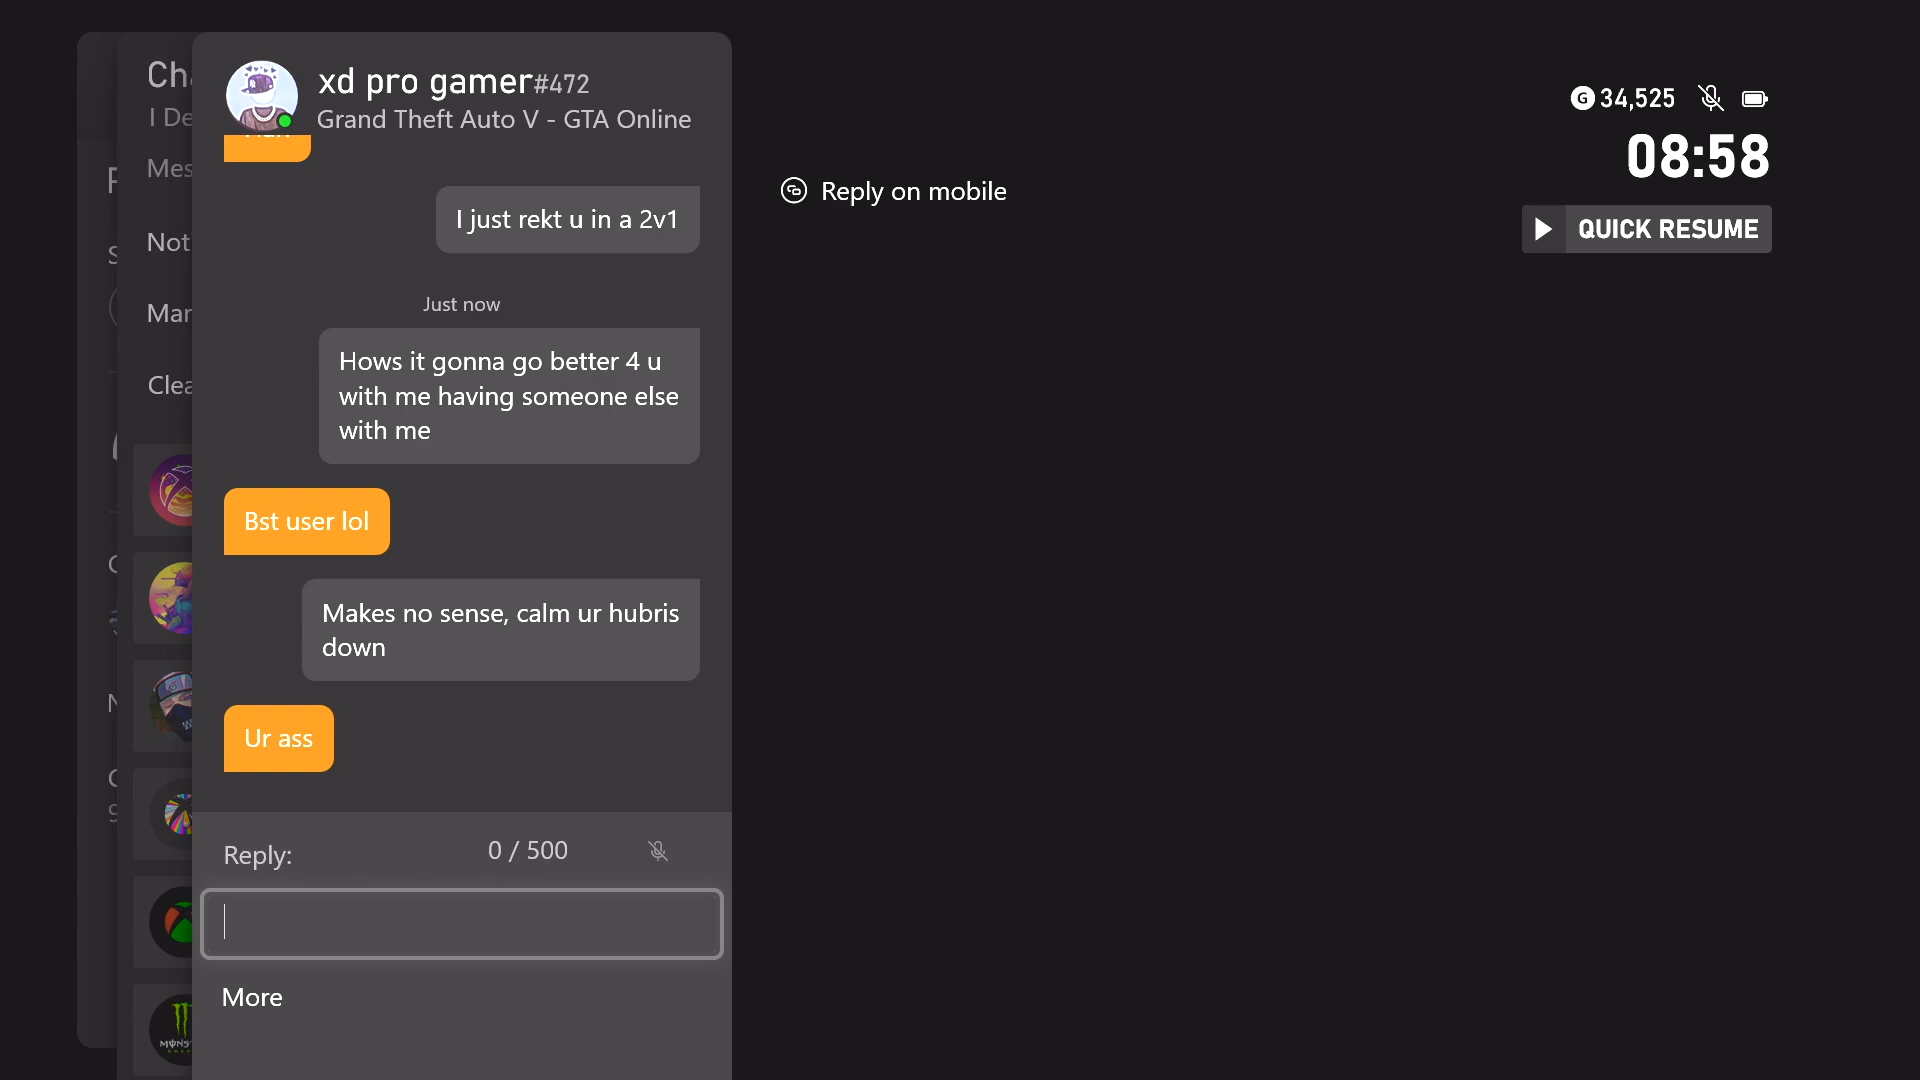 xd pro gamer#472
Grand Theft Auto V - GTA Online
I just rekt u in a 2v1
Just now
Hows it gonna go better 4 u
with me having someone else
with me
Bst user lol
Makes no sense, calm ur hubris
down
Ur ass
Reply:
0 / 500
More
Reply on mobile
G 34,525
08:58
QUICK RESUME